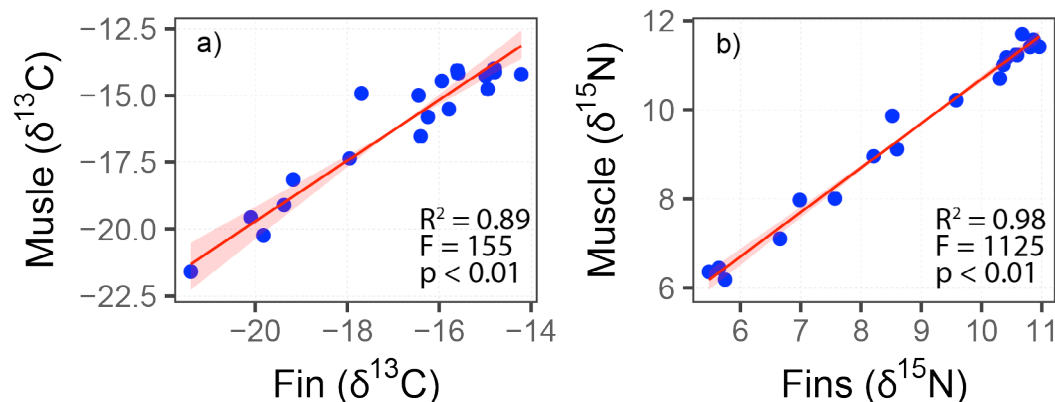 a)
Musle (δ¹³C)
−12.5
−15.0
−17.5
−20.0
−22.5
R² = 0.89
F = 155
p < 0.01
−20 −18 −16 −14
Fin (δ¹³C)
b)
Muscle (δ¹⁵N)
12
10
8
6
R² = 0.98
F = 1125
p < 0.01
6 7 8 9 10 11
Fins (δ¹⁵N)